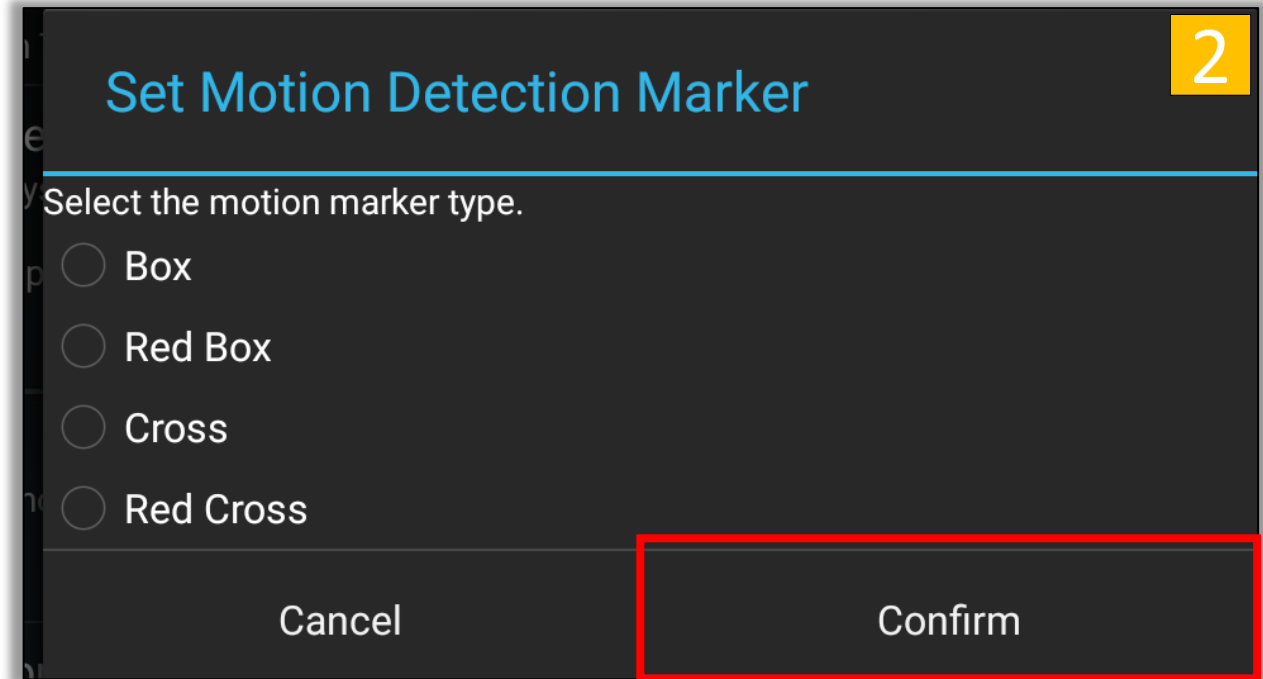 2
Set Motion Detection Marker
Select the motion marker type.
Box
Red Box
Cross
Red Cross
Cancel
Confirm